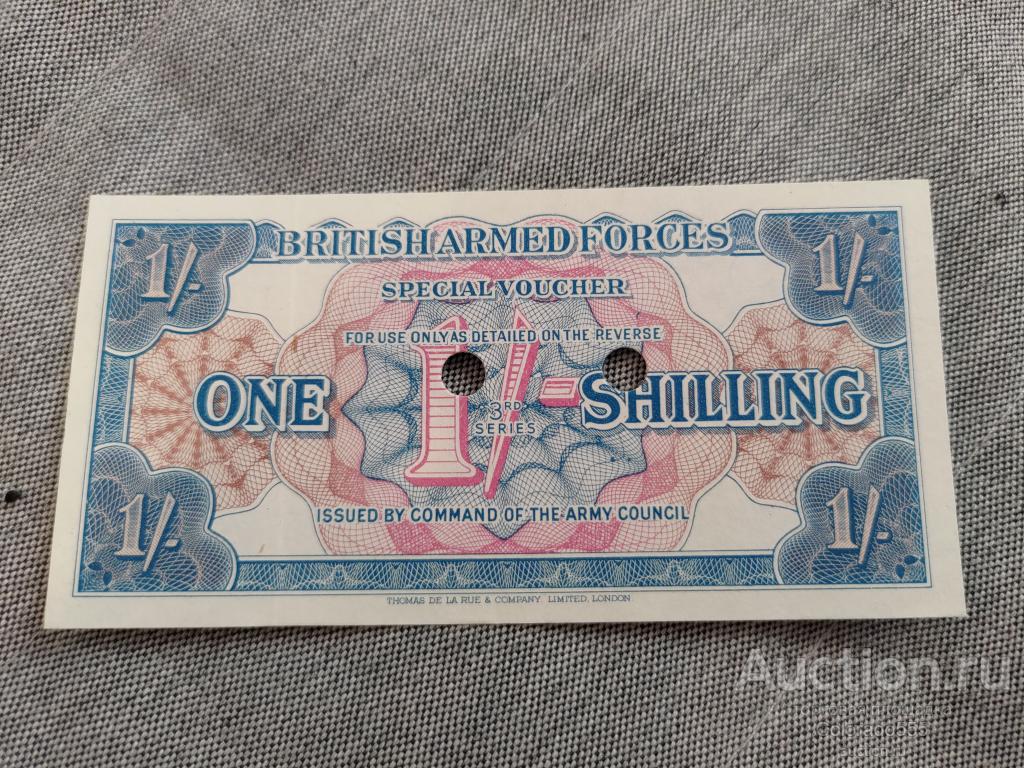 1/- BRITISH ARMED FORCES 1/-
SPECIAL VOUCHER
FOR USE ONLY AS DETAILED ON THE REVERSE
ONE 1/- SHILLING
3RD
SERIES
1/- ISSUED BY COMMAND OF THE ARMY COUNCIL 1/-
THOMAS DE LA RUE & COMPANY, LIMITED, LONDON
Auction.ru